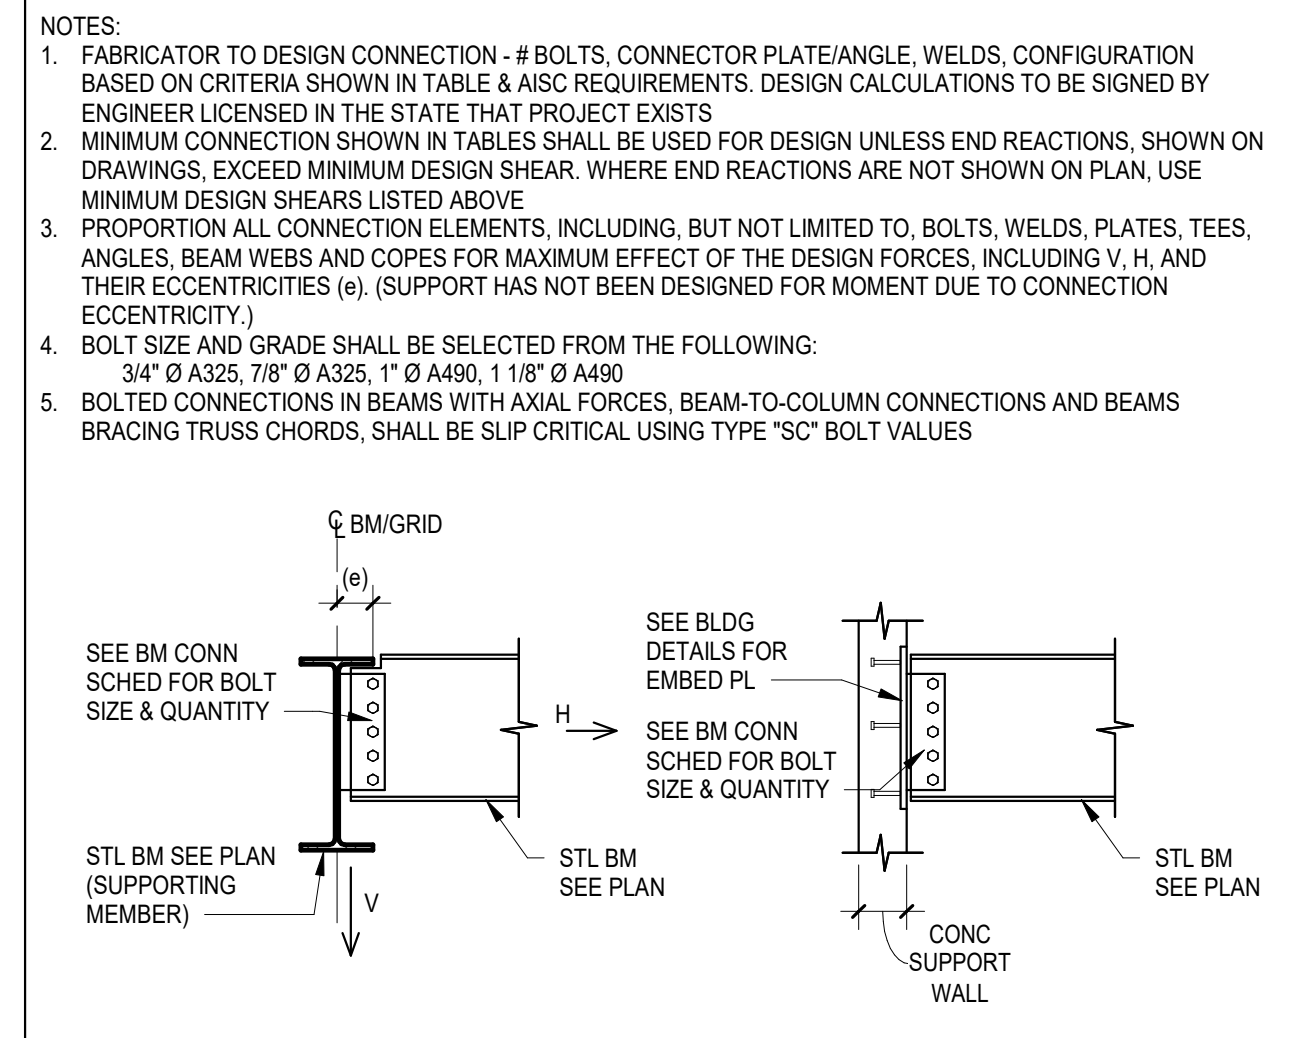 NOTES:
1. FABRICATOR TO DESIGN CONNECTION - # BOLTS, CONNECTOR PLATE/ANGLE, WELDS, CONFIGURATION
BASED ON CRITERIA SHOWN IN TABLE & AISC REQUIREMENTS. DESIGN CALCULATIONS TO BE SIGNED BY
ENGINEER LICENSED IN THE STATE THAT PROJECT EXISTS
2. MINIMUM CONNECTION SHOWN IN TABLES SHALL BE USED FOR DESIGN UNLESS END REACTIONS, SHOWN ON
DRAWINGS, EXCEED MINIMUM DESIGN SHEAR. WHERE END REACTIONS ARE NOT SHOWN ON PLAN, USE
MINIMUM DESIGN SHEARS LISTED ABOVE
3. PROPORTION ALL CONNECTION ELEMENTS, INCLUDING, BUT NOT LIMITED TO, BOLTS, WELDS, PLATES, TEES,
ANGLES, BEAM WEBS AND COPES FOR MAXIMUM EFFECT OF THE DESIGN FORCES, INCLUDING V, H, AND
THEIR ECCENTRICITIES (e). (SUPPORT HAS NOT BEEN DESIGNED FOR MOMENT DUE TO CONNECTION
ECCENTRICITY.)
4. BOLT SIZE AND GRADE SHALL BE SELECTED FROM THE FOLLOWING:
3/4" Ø A325, 7/8" Ø A325, 1" Ø A490, 1 1/8" Ø A490
5. BOLTED CONNECTIONS IN BEAMS WITH AXIAL FORCES, BEAM-TO-COLUMN CONNECTIONS AND BEAMS
BRACING TRUSS CHORDS, SHALL BE SLIP CRITICAL USING TYPE "SC" BOLT VALUES
℄ BM/GRID
(e)
SEE BM CONN
SCHED FOR BOLT
SIZE & QUANTITY
H
STL BM SEE PLAN
(SUPPORTING
MEMBER)
V
STL BM
SEE PLAN
SEE BLDG
DETAILS FOR
EMBED PL
SEE BM CONN
SCHED FOR BOLT
SIZE & QUANTITY
STL BM
SEE PLAN
CONC
SUPPORT
WALL